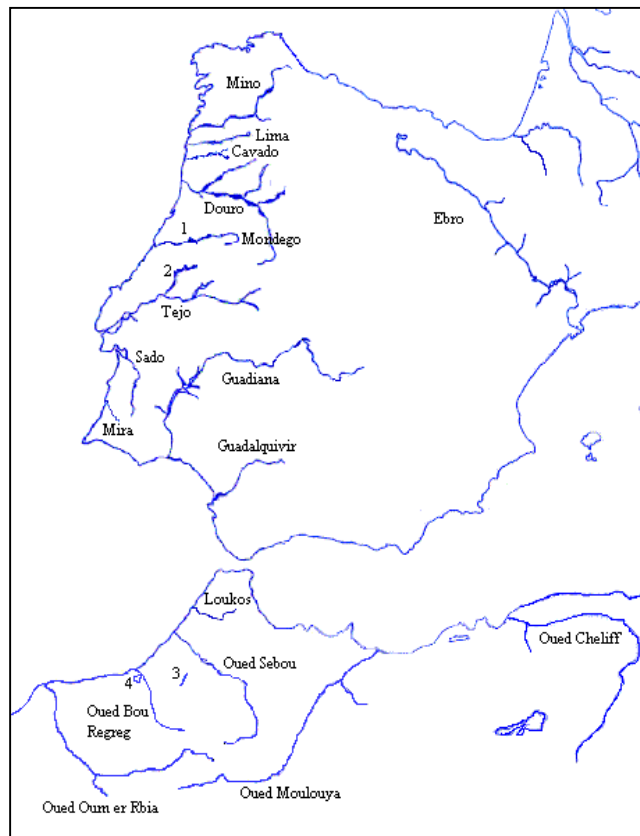 Mino
Lima
Cavado
Douro
Ebro
1
Mondego
2
Tejo
Sado
Guadiana
Mira
Guadalquivir
Loukos
Oued Cheliff
Oued Sebou
3
4
Oued Bou
Regreg
Oued Moulouya
Oued Oum er Rbia